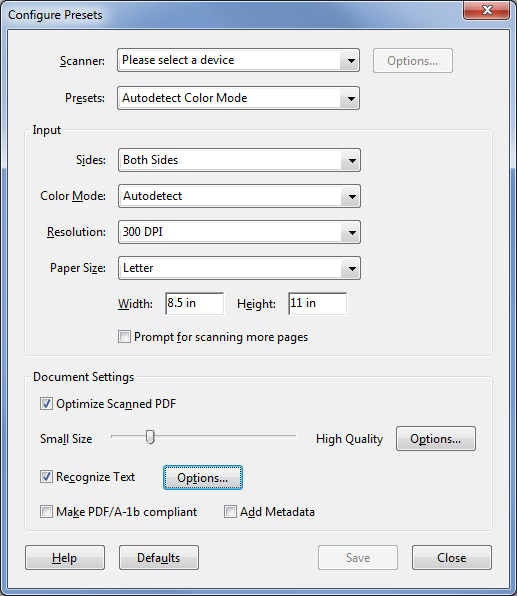 Configure Presets
Scanner: Please select a device Options...
Presets: Autodetect Color Mode
Input
Sides: Both Sides
Color Mode: Autodetect
Resolution: 300 DPI
Paper Size: Letter
Width: 8.5 in Height: 11 in
Prompt for scanning more pages
Document Settings
Optimize Scanned PDF
Small Size High Quality Options...
Recognize Text Options...
Make PDF/A-1b compliant Add Metadata
Help Defaults Save Close